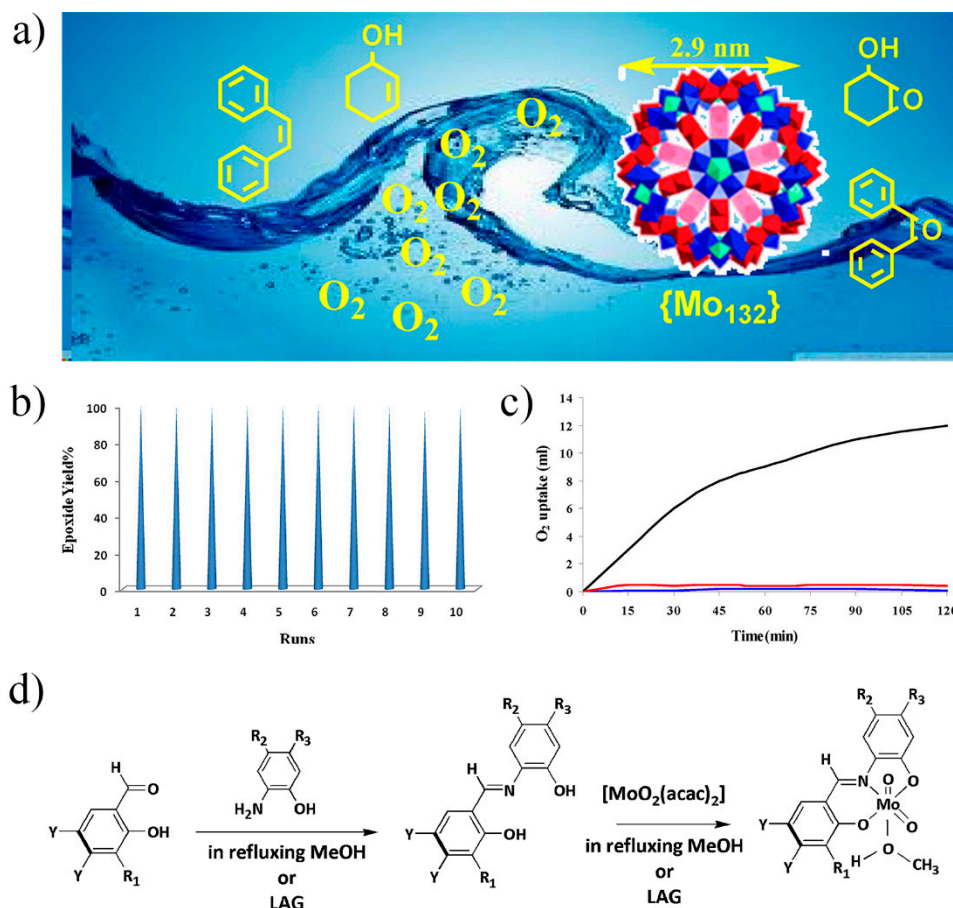 a)
OH
2.9 nm
OH
O
O₂
O₂
O₂
O₂
O₂
O₂
O₂
O₂
O
{Mo₁₃₂}
b)
Epoxide Yield%
100
80
60
40
20
0
1 2 3 4 5 6 7 8 9 10
Runs
c)
O₂ uptake (ml)
14
12
10
8
6
4
2
0
0 15 30 45 60 75 90 105 120
Time (min)
d)
H
O
OH
Y
Y
R₁
R₂
R₃
H₂N
OH
in refluxing MeOH
or
LAG
R₂
R₃
H
N
OH
OH
Y
Y
R₁
[MoO₂(acac)₂]
in refluxing MeOH
or
LAG
R₂
R₃
H
N
O
O
Mo
O
O
Y
Y
R₁
H
O
CH₃